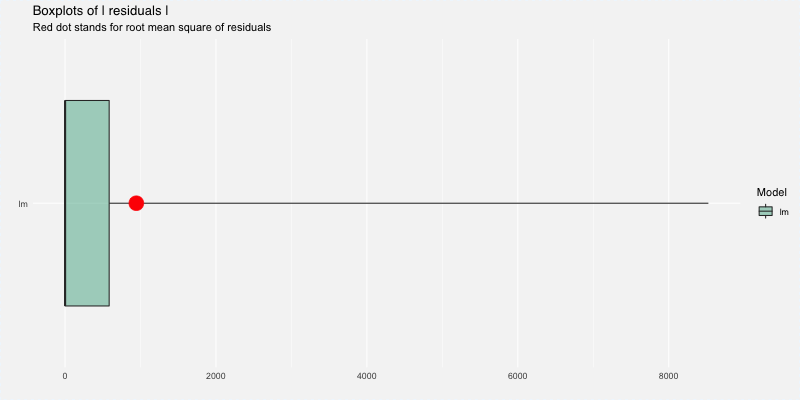 Boxplots of | residuals |
Red dot stands for root mean square of residuals
lm
0 2000 4000 6000 8000
Model
lm